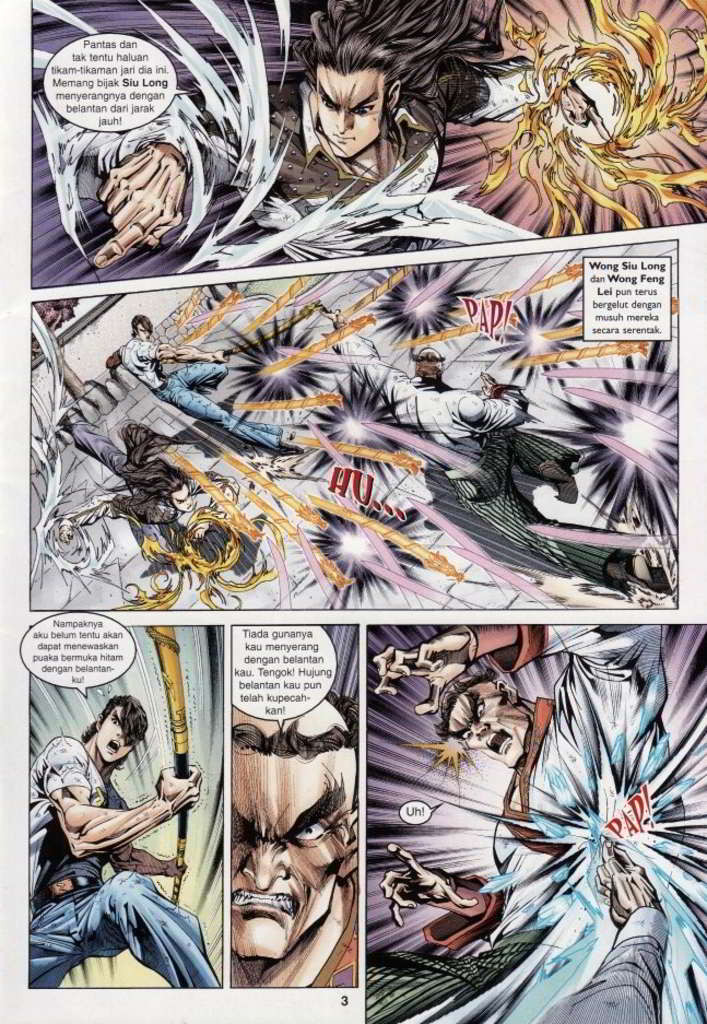 Pantas dan
tak tentu haluan
tikam-tikaman jari dia ini.
Memang bijak Siu Long
menyerangnya dengan
belantan dari jarak
jauh!
Wong Siu Long
dan Wong Feng
Lei pun terus
bergelut dengan
musuh mereka
secara serentak.
PAP!
HU...
Nampaknya
aku belum tentu akan
dapat menewaskan
puaka bermuka hitam
dengan belantan-
ku!
Tiada gunanya
kau menyerang
dengan belantan
kau. Tengok! Hujung
belantan kau pun
telah kupecah-
kan!
Uh!
PAP!
3